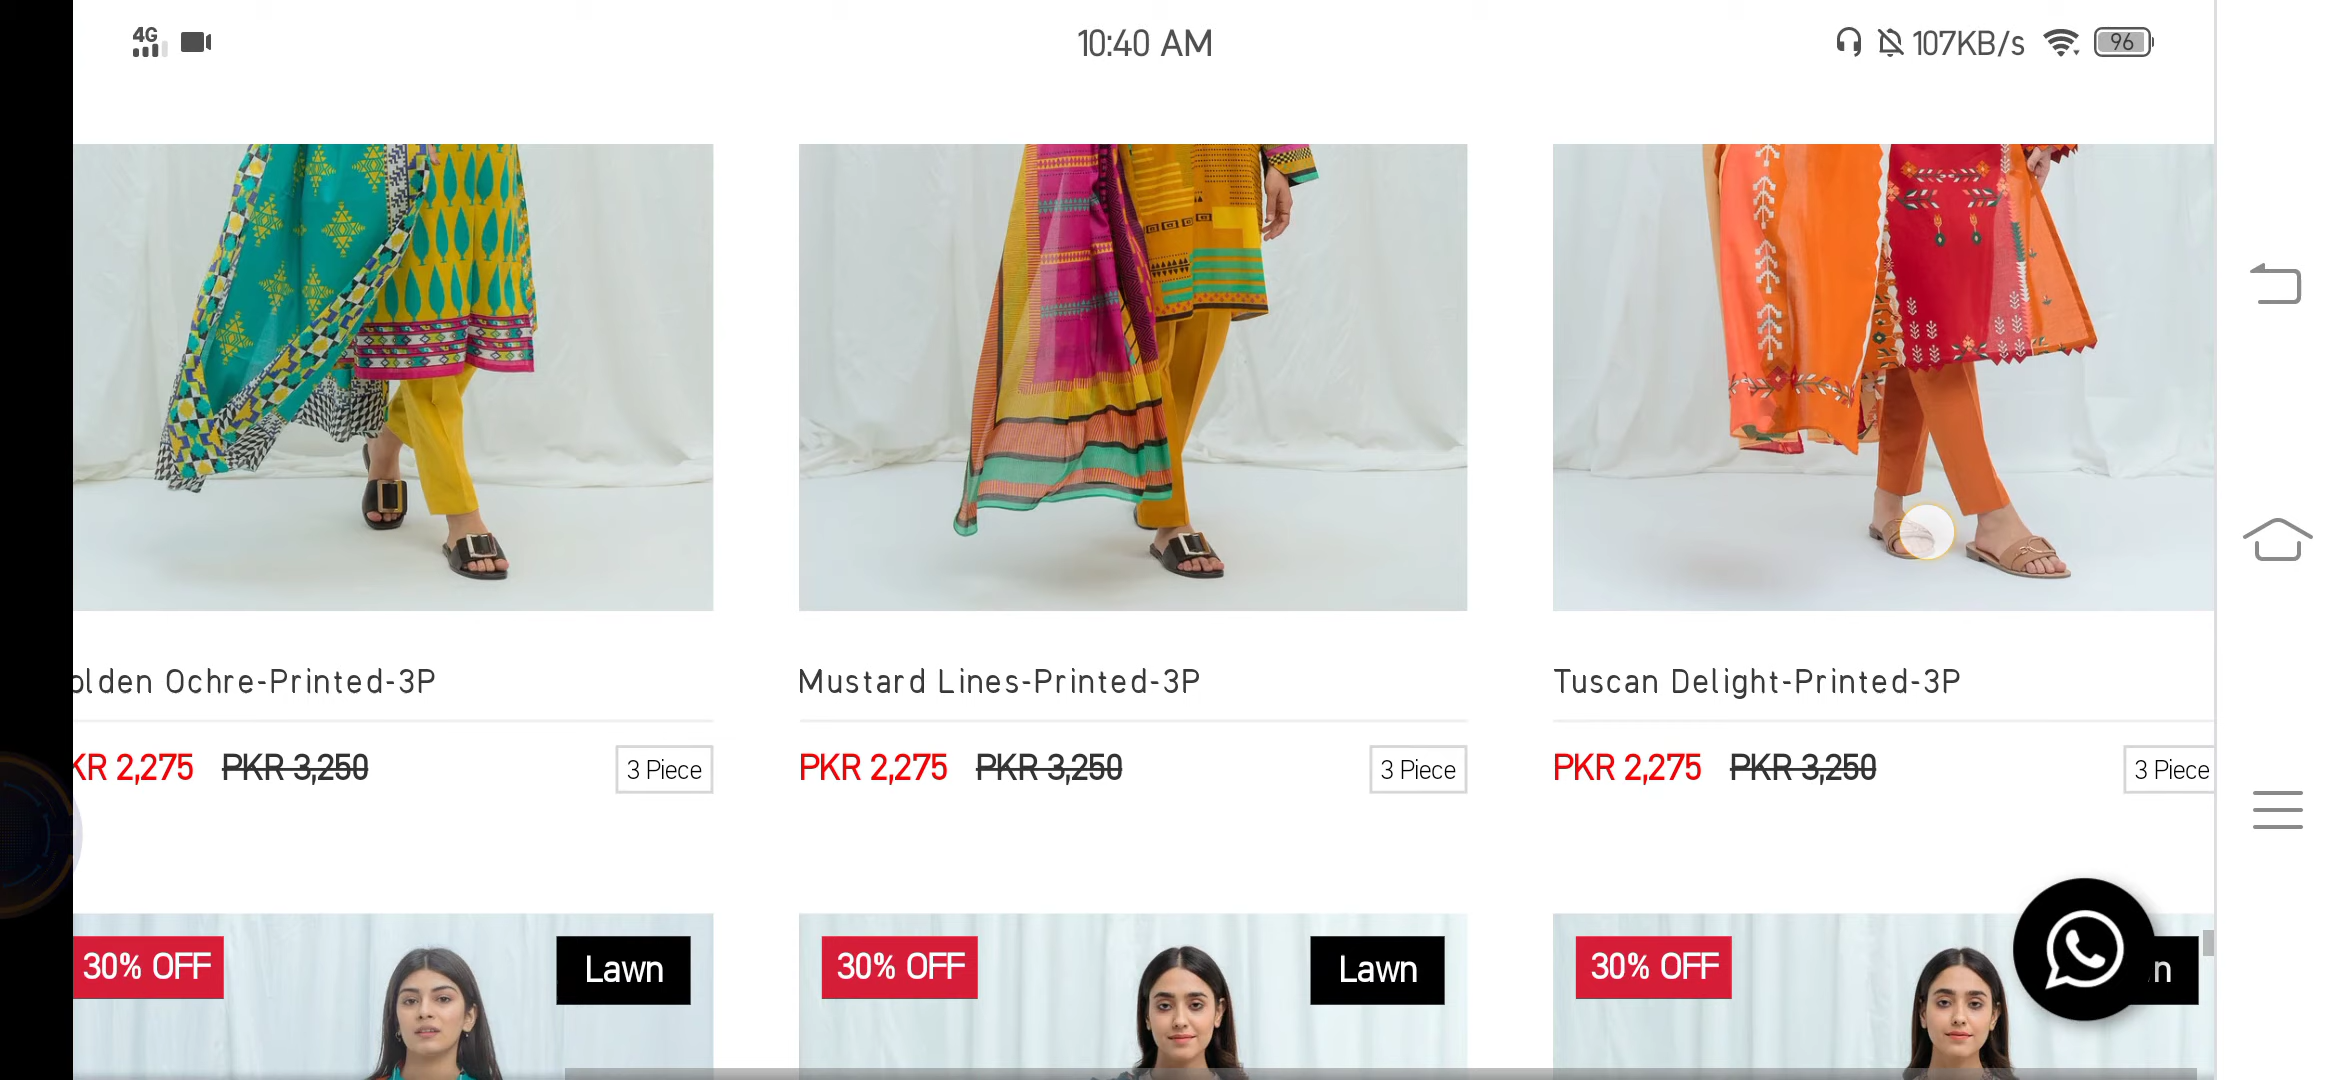 4G 10:40 AM 107KB/s 96
olden Ochre-Printed-3P Mustard Lines-Printed-3P Tuscan Delight-Printed-3P
KR 2,275 PKR 3,250 3 Piece PKR 2,275 PKR 3,250 3 Piece PKR 2,275 PKR 3,250 3 Piece
30% OFF Lawn 30% OFF Lawn 30% OFF n